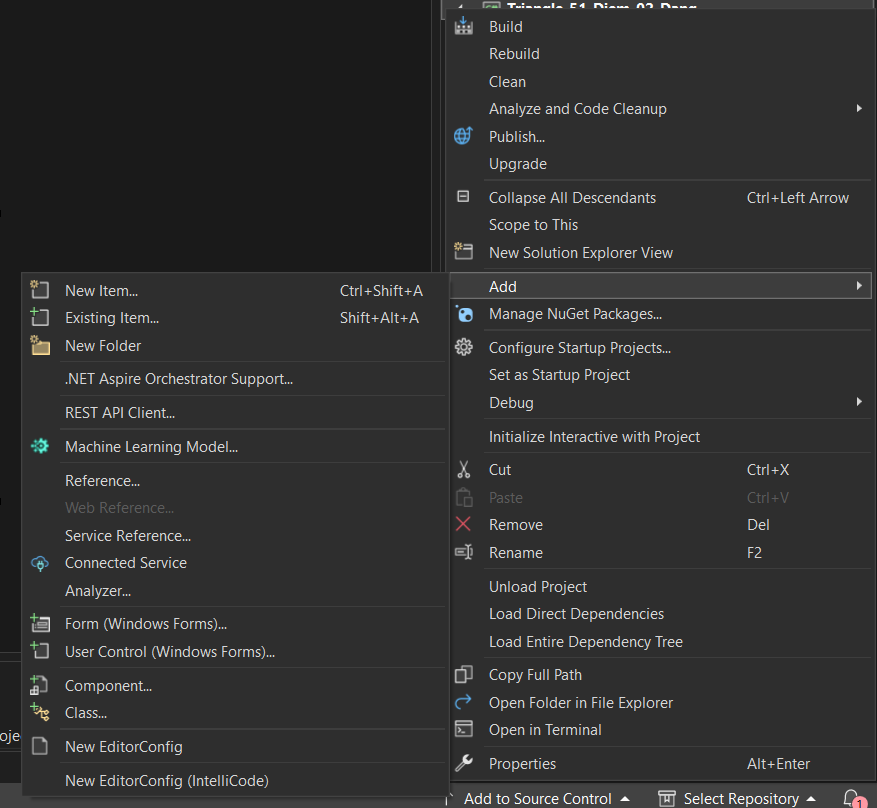 Triangle_51_Diem_02_Dang
Build
Rebuild
Clean
Analyze and Code Cleanup
Publish...
Upgrade
Collapse All Descendants Ctrl+Left Arrow
Scope to This
New Solution Explorer View
Add
Manage NuGet Packages...
Configure Startup Projects...
Set as Startup Project
Debug
Initialize Interactive with Project
Cut Ctrl+X
Paste Ctrl+V
Remove Del
Rename F2
Unload Project
Load Direct Dependencies
Load Entire Dependency Tree
Copy Full Path
Open Folder in File Explorer
Open in Terminal
Properties Alt+Enter
New Item... Ctrl+Shift+A
Existing Item... Shift+Alt+A
New Folder
.NET Aspire Orchestrator Support...
REST API Client...
Machine Learning Model...
Reference...
Web Reference...
Service Reference...
Connected Service
Analyzer...
Form (Windows Forms)...
User Control (Windows Forms)...
Component...
Class...
New EditorConfig
New EditorConfig (IntelliCode)
oje
Add to Source Control Select Repository 1